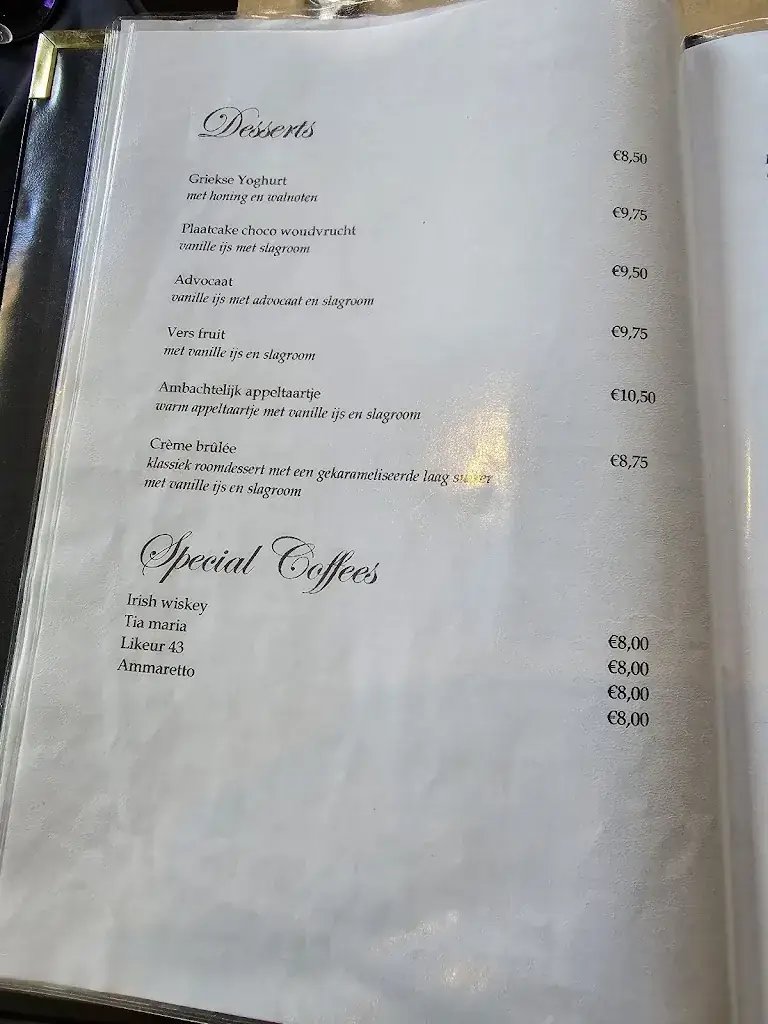 Desserts
Griekse Yoghurt €8,50
met honing en walnoten
Plaatcake choco woudvrucht €9,75
vanille ijs met slagroom
Advocaat €9,50
vanille ijs met advocaat en slagroom
Vers fruit €9,75
met vanille ijs en slagroom
Ambachtelijk appeltaartje €10,50
warm appeltaartje met vanille ijs en slagroom
Crème brûlée €8,75
klassiek roomdessert met een gekarameliseerde laag suiker
met vanille ijs en slagroom
Special Coffees
Irish wiskey €8,00
Tia maria €8,00
Likeur 43 €8,00
Ammaretto €8,00